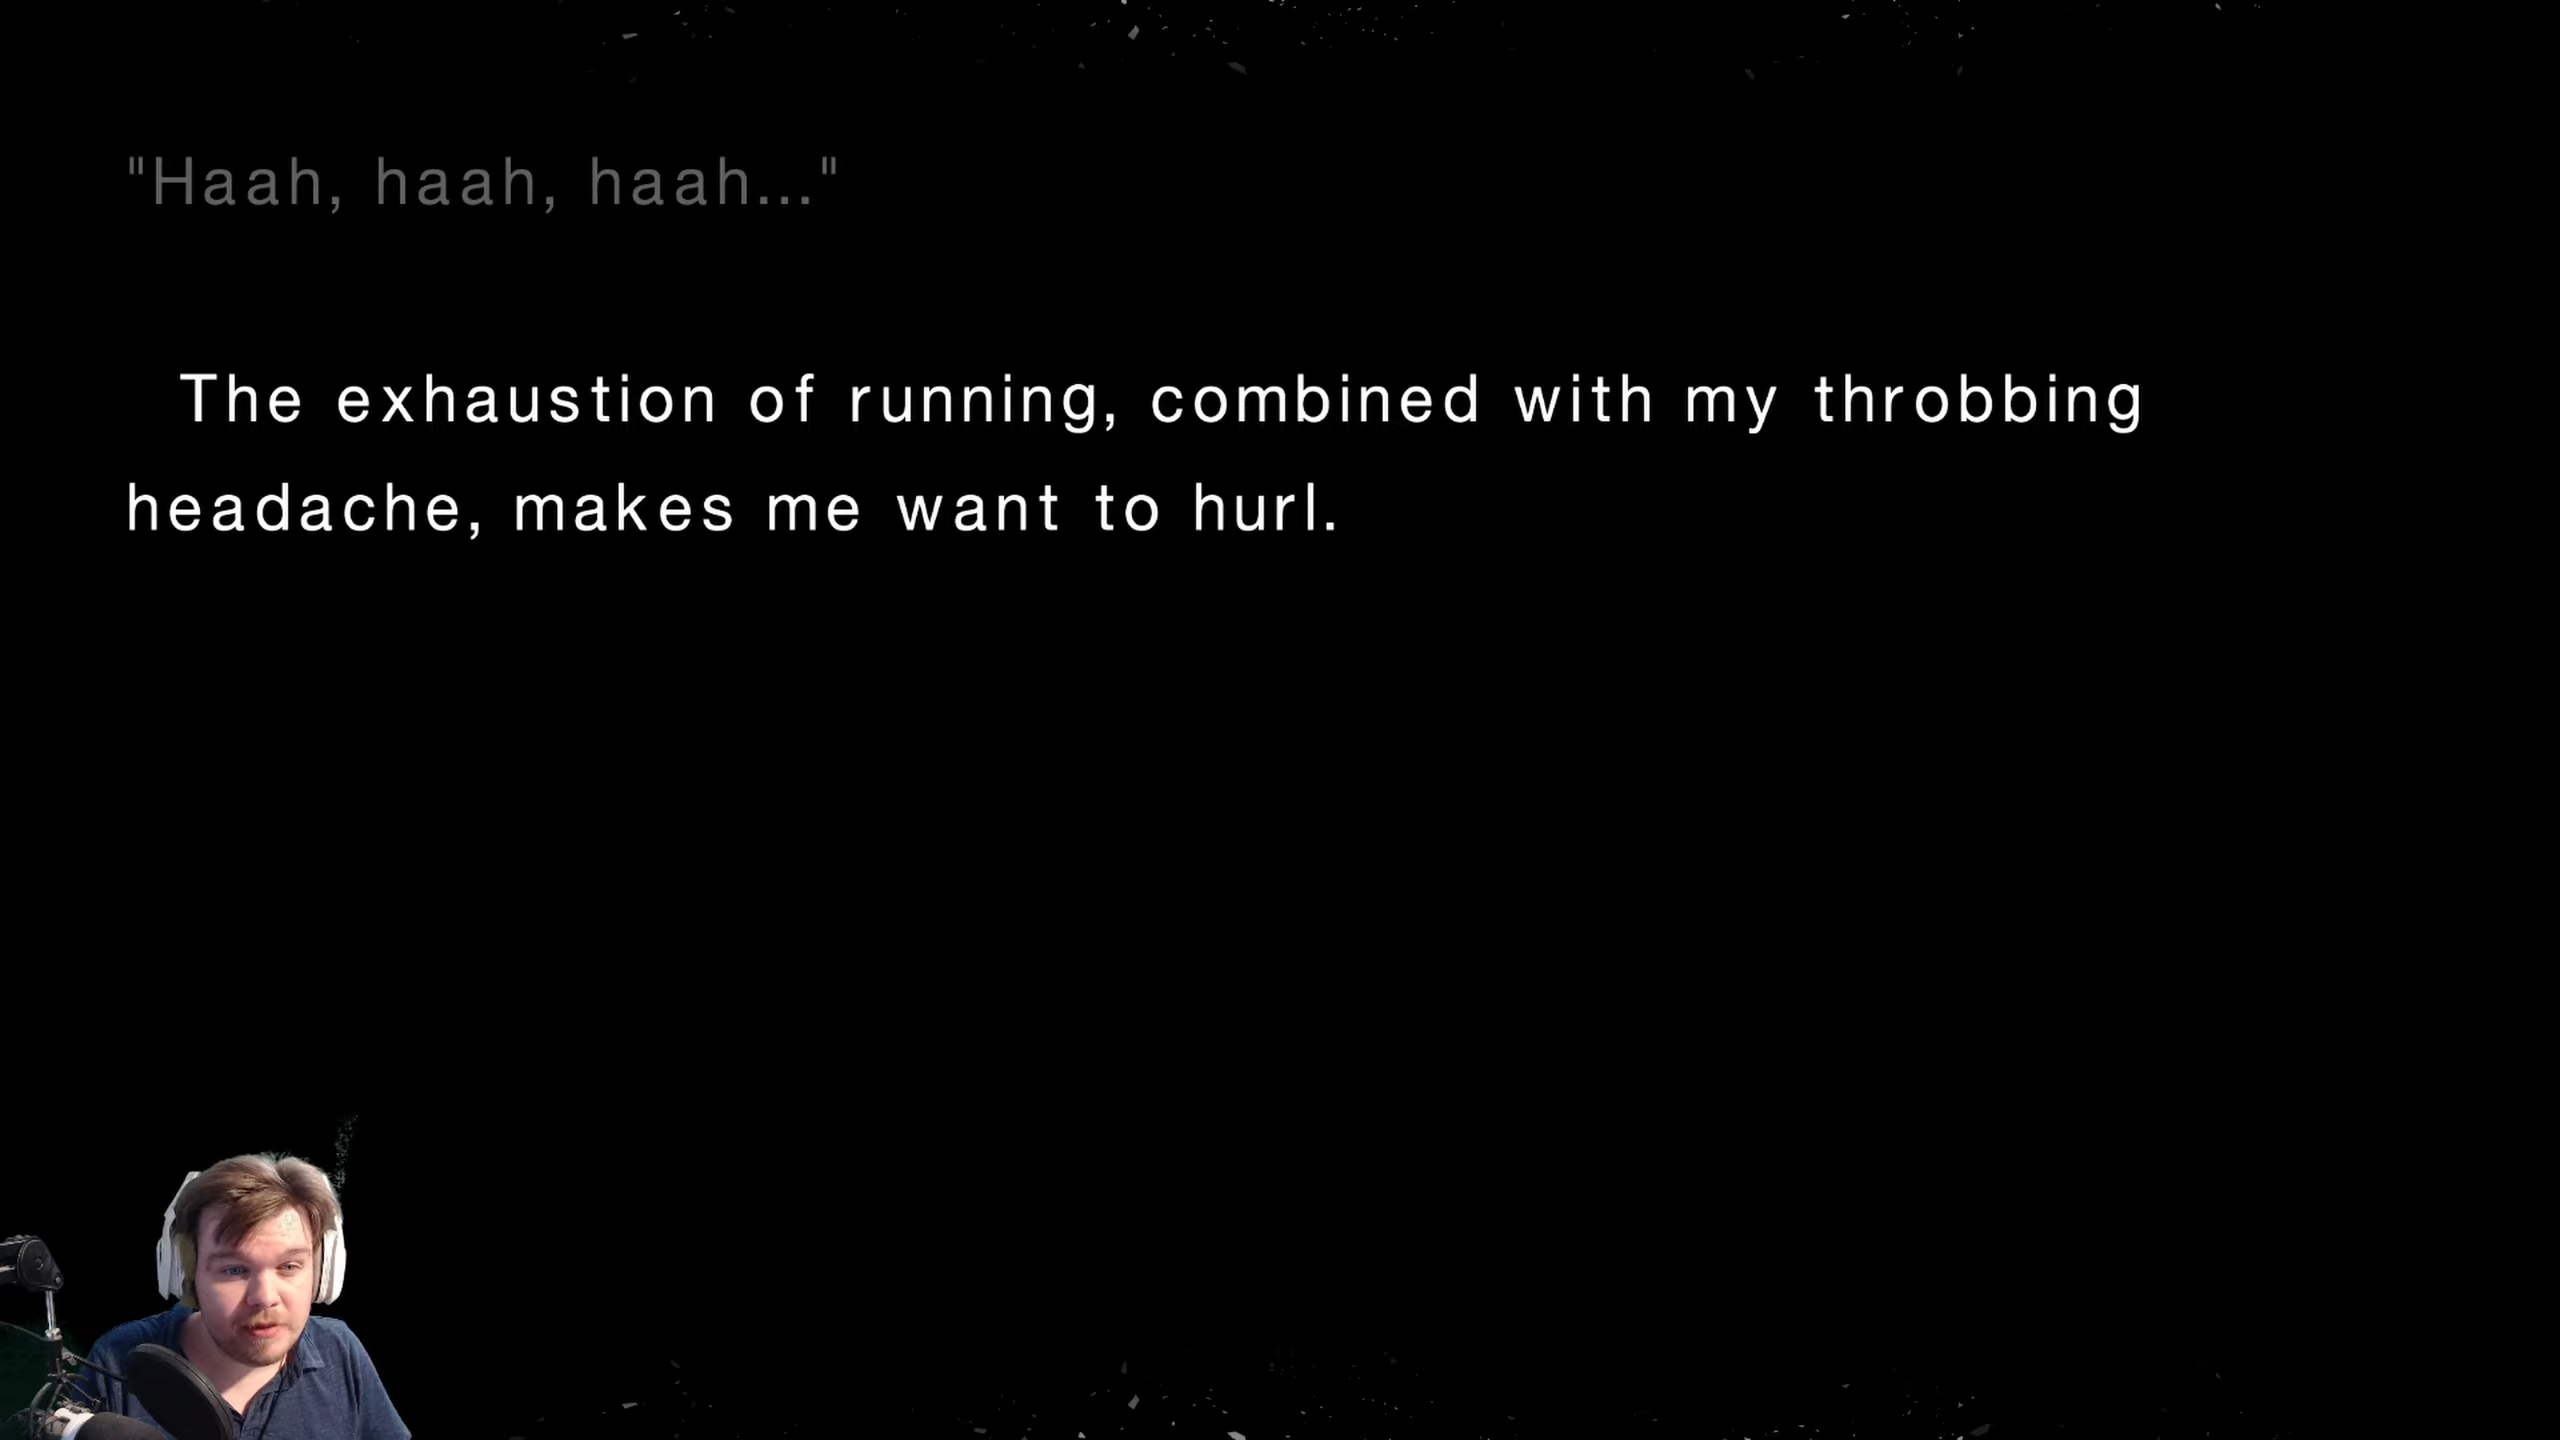 "Haah, haah, haah..."
The exhaustion of running, combined with my throbbing
headache, makes me want to hurl.